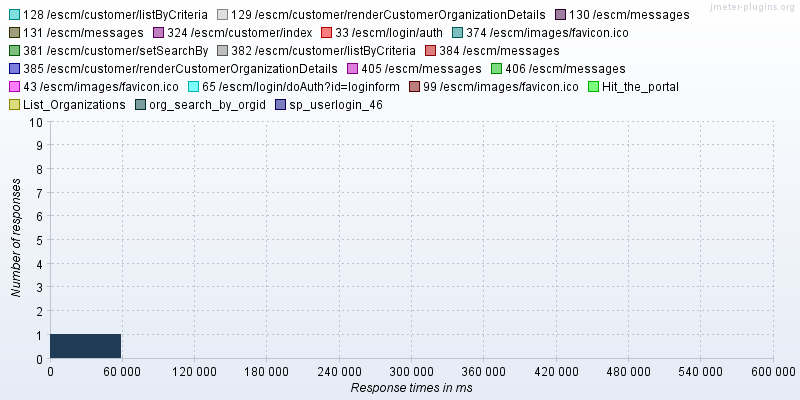 jmeter-plugins.org
128 /escm/customer/listByCriteria 129 /escm/customer/renderCustomerOrganizationDetails 130 /escm/messages
131 /escm/messages 324 /escm/customer/index 33 /escm/login/auth 374 /escm/images/favicon.ico
381 /escm/customer/setSearchBy 382 /escm/customer/listByCriteria 384 /escm/messages
385 /escm/customer/renderCustomerOrganizationDetails 405 /escm/messages 406 /escm/messages
43 /escm/images/favicon.ico 65 /escm/login/doAuth?id=loginform 99 /escm/images/favicon.ico Hit_the_portal
List_Organizations org_search_by_orgid sp_userlogin_46
Number of responses
10
9
8
7
6
5
4
3
2
1
0
0 60 000 120 000 180 000 240 000 300 000 360 000 420 000 480 000 540 000 600 000
Response times in ms